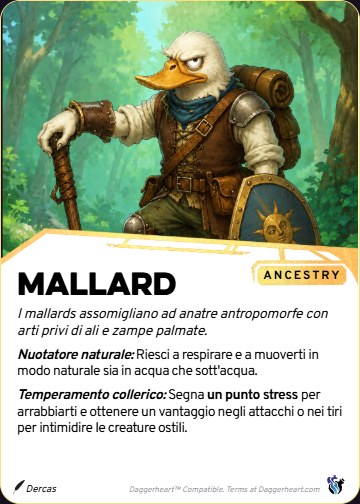 MALLARD
ANCESTRY
I mallards assomigliano ad anatre antropomorfe con
arti privi di ali e zampe palmate.
Nuotatore naturale: Riesci a respirare e a muoverti in
modo naturale sia in acqua che sott'acqua.
Temperamento collerico: Segna un punto stress per
arrabbiarti e ottenere un vantaggio negli attacchi o nei tiri
per intimidire le creature ostili.
Dercas
Daggerheart™ Compatible. Terms at Daggerheart.com